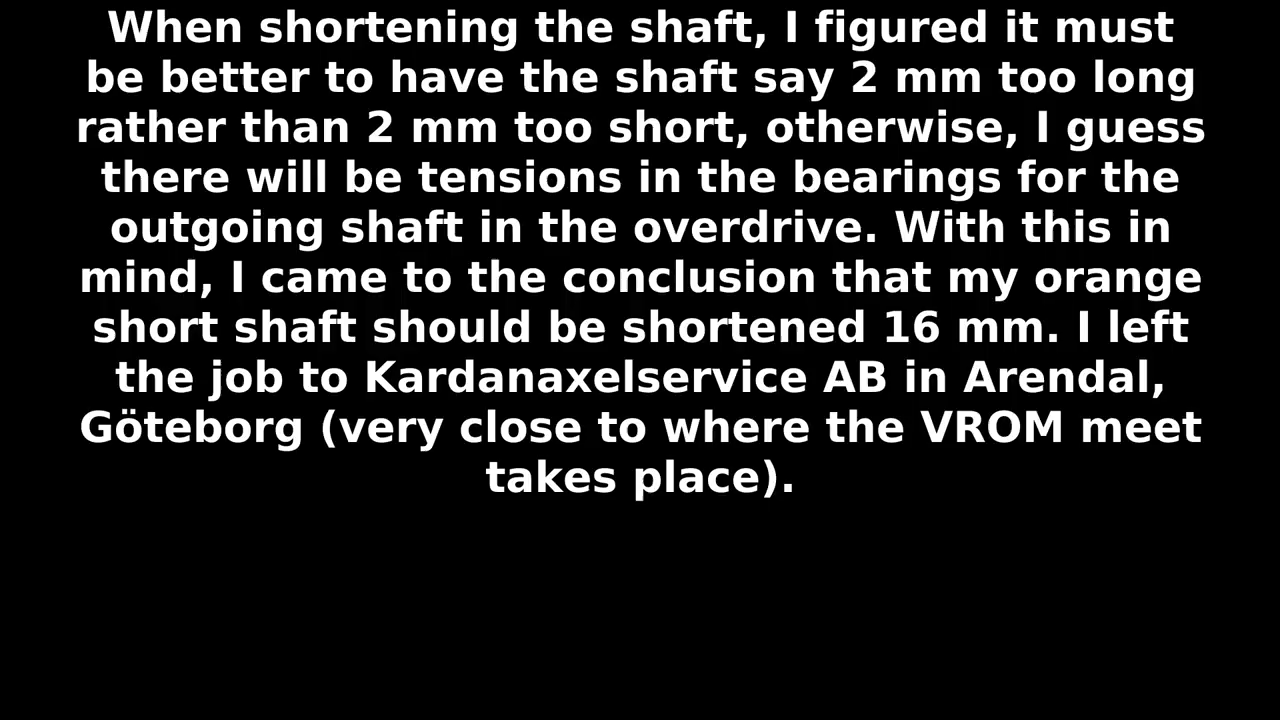 When shortening the shaft, I figured it must
be better to have the shaft say 2 mm too long
rather than 2 mm too short, otherwise, I guess
there will be tensions in the bearings for the
outgoing shaft in the overdrive. With this in
mind, I came to the conclusion that my orange
short shaft should be shortened 16 mm. I left
the job to Kardanaxelservice AB in Arendal,
Göteborg (very close to where the VROM meet
takes place).